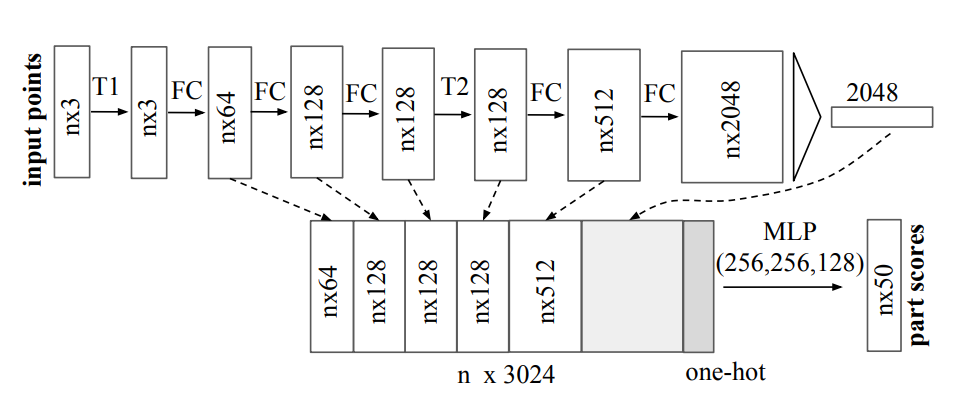 input points
nx3
T1
nx3
FC
nx64
FC
nx128
FC
nx128
T2
nx128
FC
nx512
FC
nx2048
2048
nx64
nx128
nx128
nx128
nx512
MLP
(256,256,128)
nx50
part scores
n x 3024
one-hot